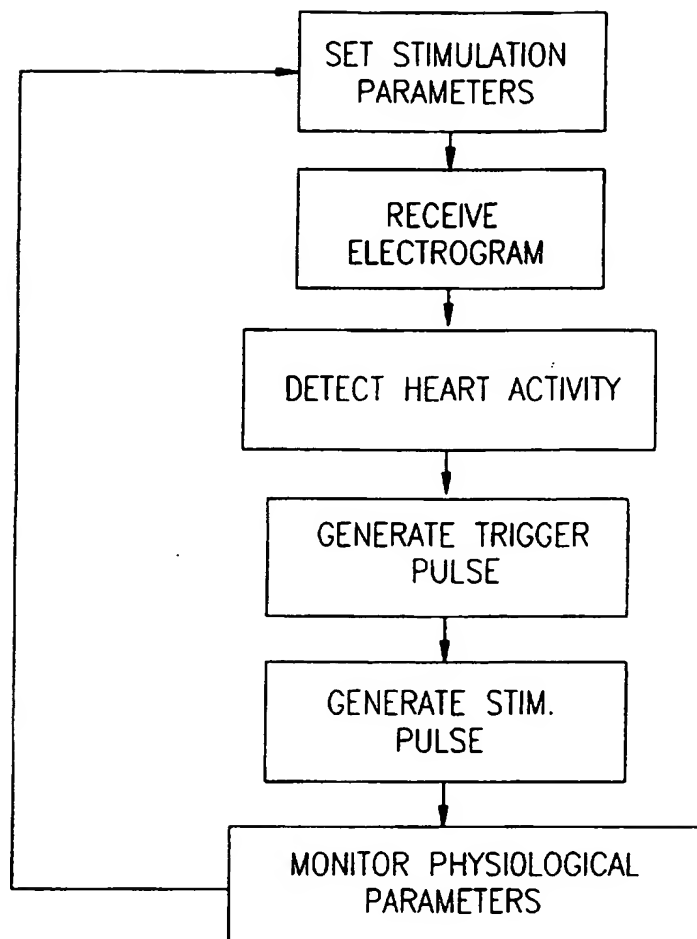 SET STIMULATION
PARAMETERS
RECEIVE
ELECTROGRAM
DETECT HEART ACTIVITY
GENERATE TRIGGER
PULSE
GENERATE STIM.
PULSE
MONITOR PHYSIOLOGICAL
PARAMETERS